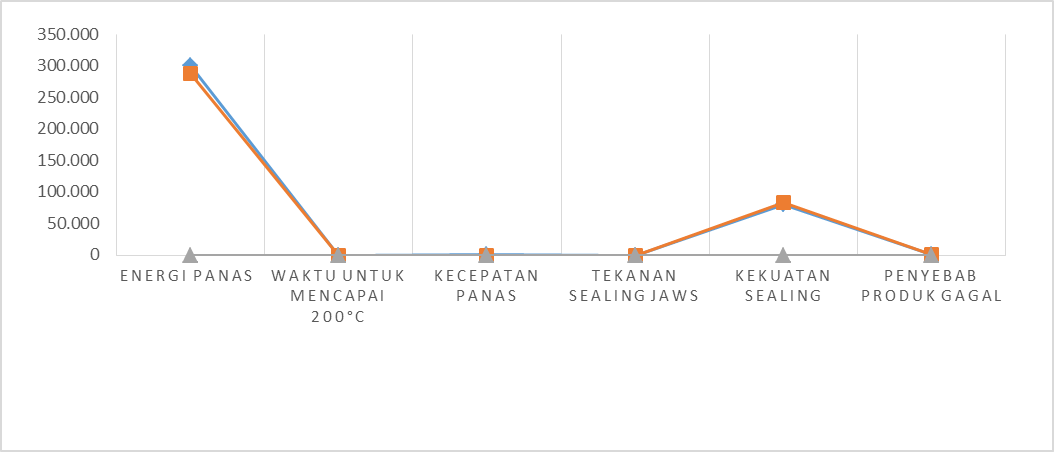 350.000
300.000
250.000
200.000
150.000
100.000
50.000
0
ENERGI PANAS
WAKTU UNTUK
MENCAPAI
200°C
KECEPATAN
PANAS
TEKANAN
SEALING JAWS
KEKUATAN
SEALING
PENYEBAB
PRODUK GAGAL